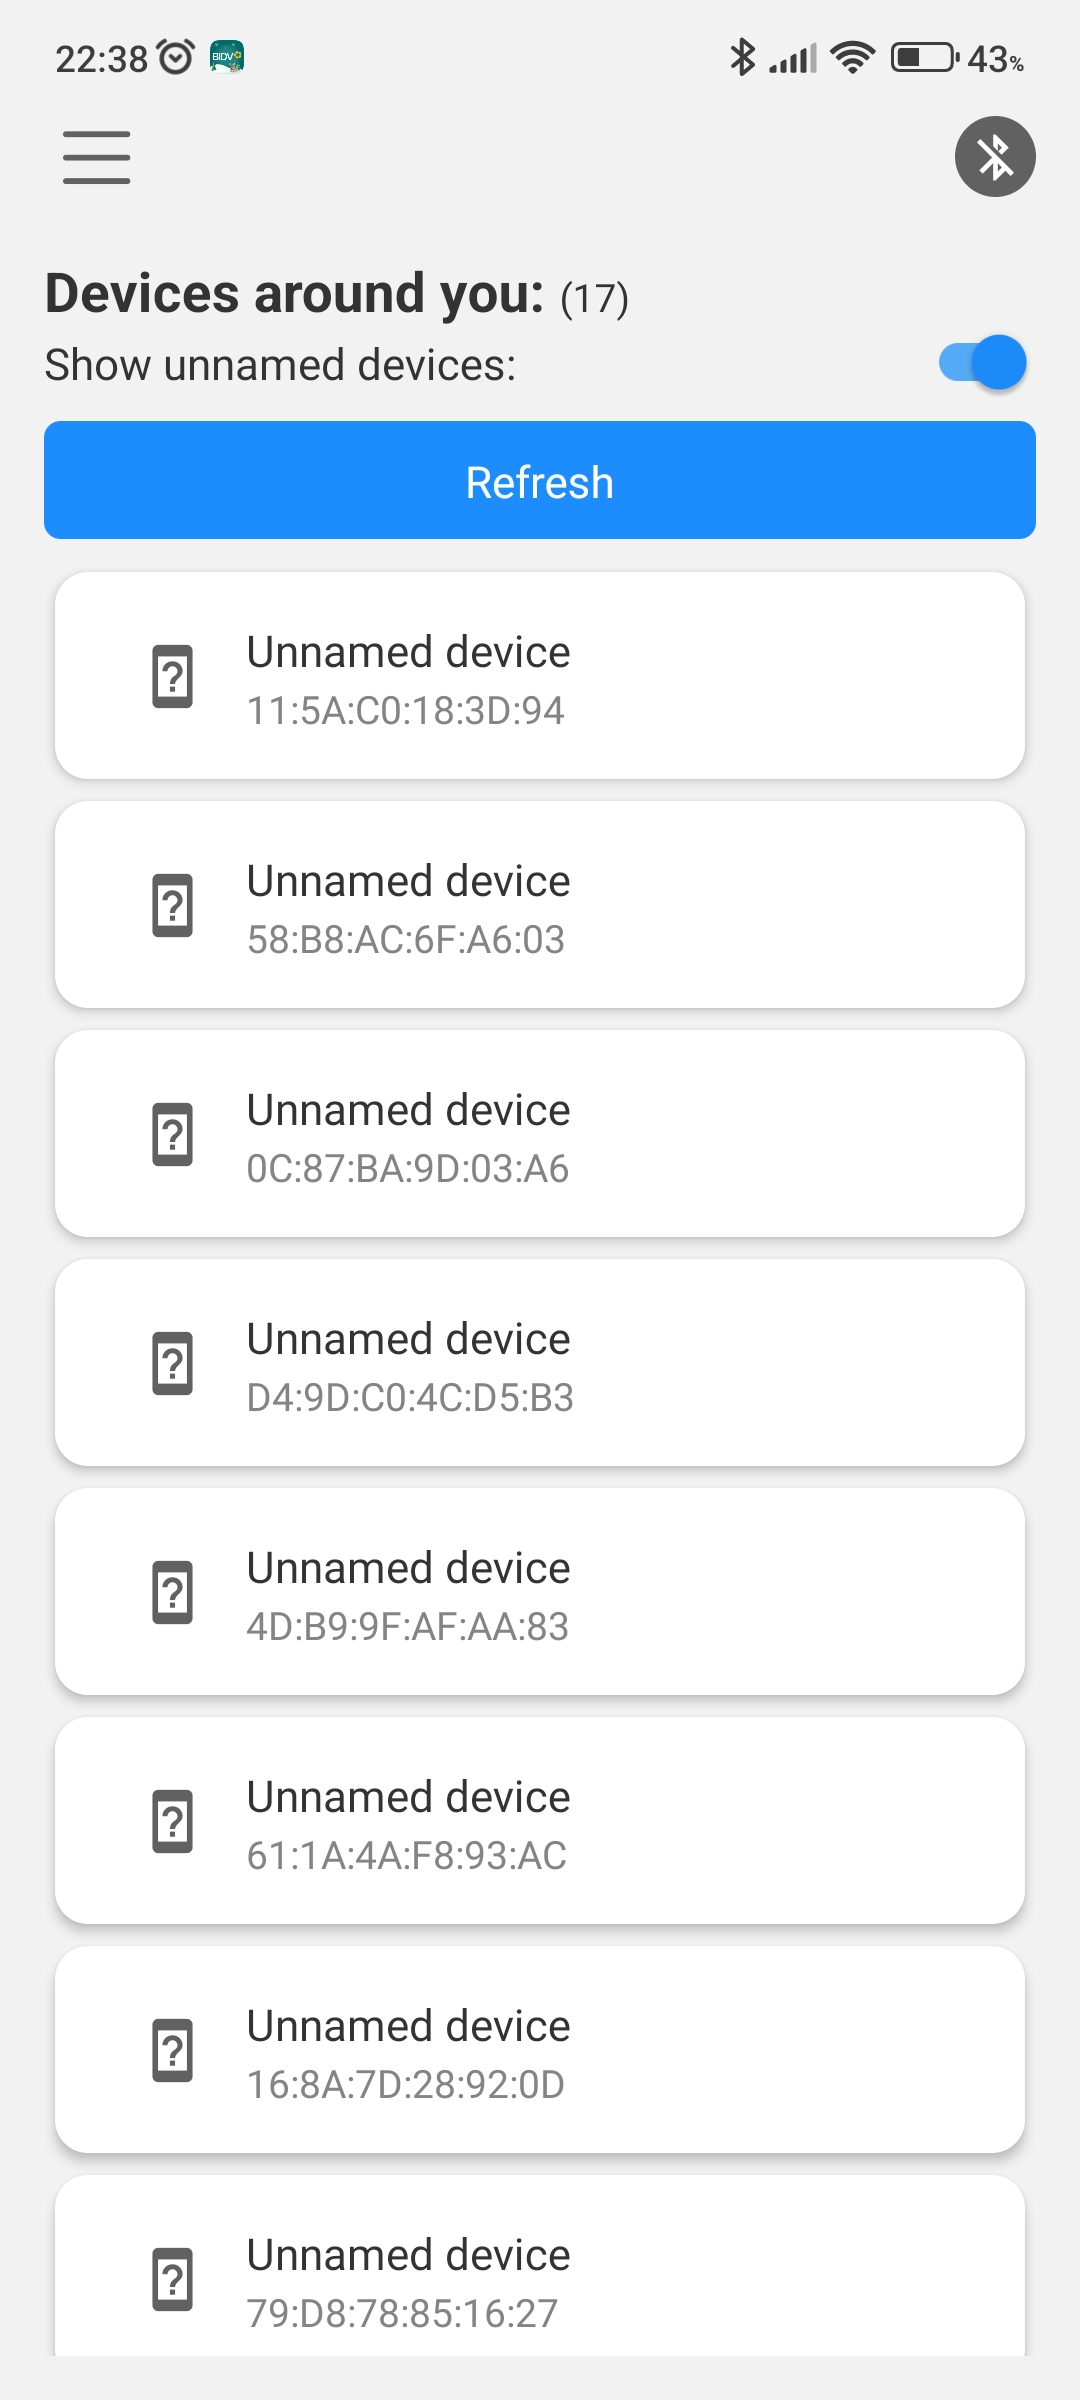 22:38 BIDV 43%
Devices around you: (17)
Show unnamed devices:
Refresh
Unnamed device
11:5A:C0:18:3D:94
Unnamed device
58:B8:AC:6F:A6:03
Unnamed device
0C:87:BA:9D:03:A6
Unnamed device
D4:9D:C0:4C:D5:B3
Unnamed device
4D:B9:9F:AF:AA:83
Unnamed device
61:1A:4A:F8:93:AC
Unnamed device
16:8A:7D:28:92:0D
Unnamed device
79:D8:78:85:16:27